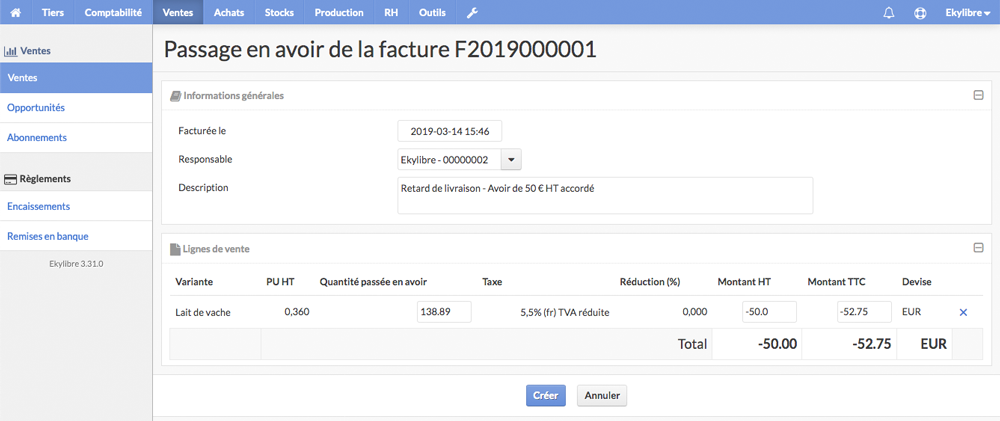 Tiers Comptabilité Ventes Achats Stocks Production RH Outils Ekylibre
Ventes
Ventes
Opportunités
Abonnements
Règlements
Encaissements
Remises en banque
Ekylibre 3.31.0
Passage en avoir de la facture F2019000001
Informations générales
Facturée le 2019-03-14 15:46
Responsable Ekylibre - 00000002
Description Retard de livraison - Avoir de 50 € HT accordé
Lignes de vente
Variante PU HT Quantité passée en avoir Taxe Réduction (%) Montant HT Montant TTC Devise
Lait de vache 0,360 138.89 5,5% (fr) TVA réduite 0,000 -50.0 -52.75 EUR
Total -50.00 -52.75 EUR
Créer Annuler